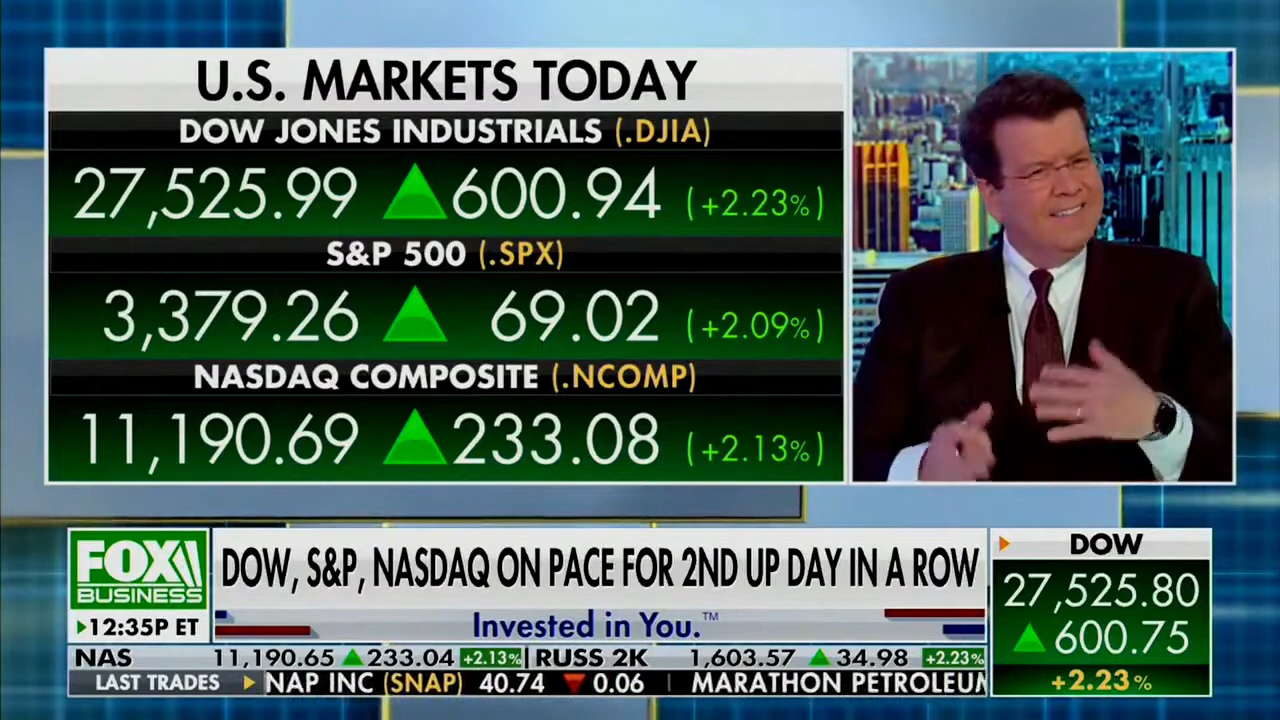 U.S. MARKETS TODAY
DOW JONES INDUSTRIALS (.DJIA)
27,525.99 ▲ 600.94 (+2.23%)
S&P 500 (.SPX)
3,379.26 ▲ 69.02 (+2.09%)
NASDAQ COMPOSITE (.NCOMP)
11,190.69 ▲ 233.08 (+2.13%)
FOX
BUSINESS
12:35P ET
DOW, S&P, NASDAQ ON PACE FOR 2ND UP DAY IN A ROW
Invested in You.™
DOW
27,525.80
▲ 600.75
+2.23%
NAS 11,190.65 ▲ 233.04 +2.13% RUSS 2K 1,603.57 ▲ 34.98 +2.23%
LAST TRADES NAP INC (SNAP) 40.74 ▼ 0.06 MARATHON PETROLEUM